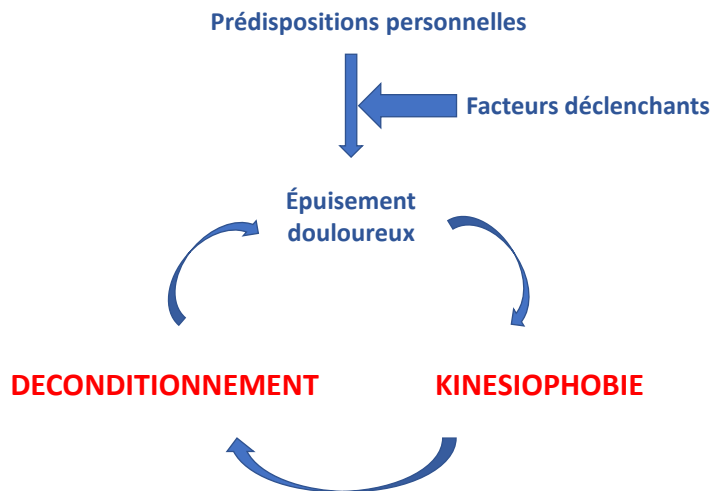 Prédispositions personnelles
Facteurs déclenchants
Épuisement
douloureux
DECONDITIONNEMENT
KINESIOPHOBIE